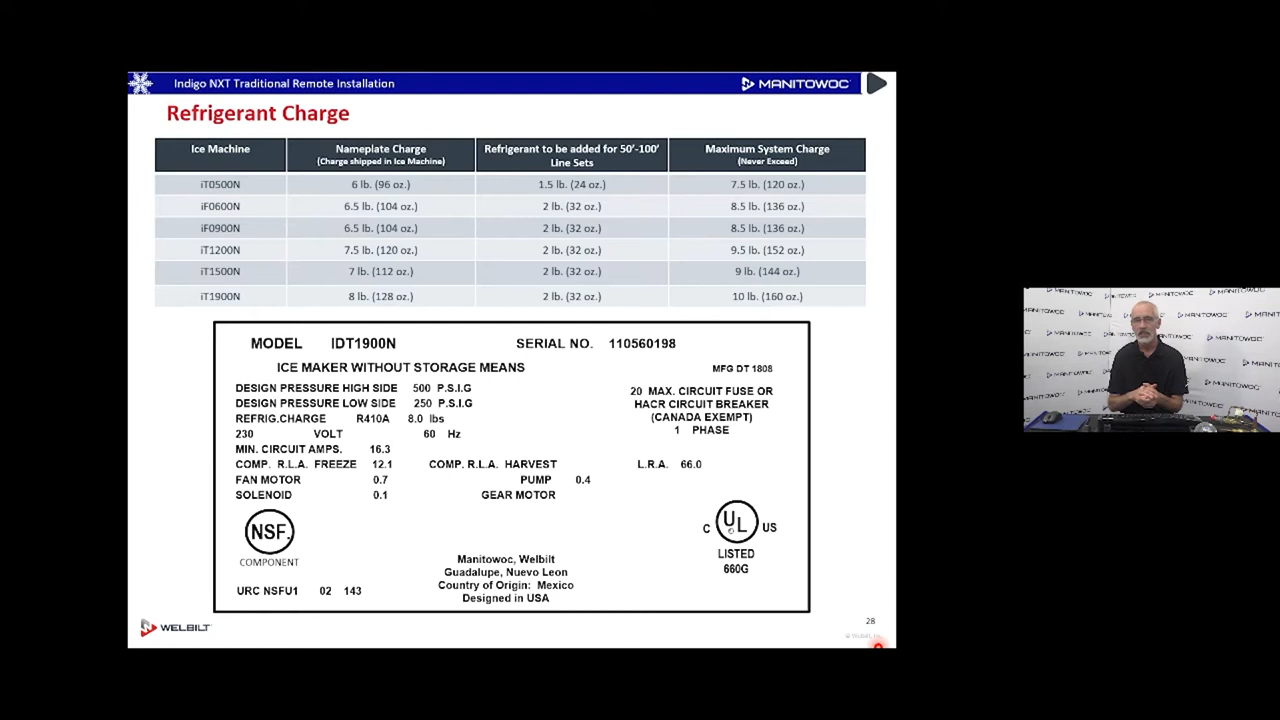 Indigo NXT Traditional Remote Installation
MANITOWOC
Refrigerant Charge
Ice Machine
Nameplate Charge
(Charge shipped in Ice Machine)
Refrigerant to be added for 50'-100'
Line Sets
Maximum System Charge
(Never Exceed)
iT0500N 6 lb. (96 oz.) 1.5 lb. (24 oz.) 7.5 lb. (120 oz.)
iF0600N 6.5 lb. (104 oz.) 2 lb. (32 oz.) 8.5 lb. (136 oz.)
iF0900N 6.5 lb. (104 oz.) 2 lb. (32 oz.) 8.5 lb. (136 oz.)
iT1200N 7.5 lb. (120 oz.) 2 lb. (32 oz.) 9.5 lb. (152 oz.)
iT1500N 7 lb. (112 oz.) 2 lb. (32 oz.) 9 lb. (144 oz.)
iT1900N 8 lb. (128 oz.) 2 lb. (32 oz.) 10 lb. (160 oz.)
MODEL IDT1900N SERIAL NO. 110560198
ICE MAKER WITHOUT STORAGE MEANS
MFG DT 1808
DESIGN PRESSURE HIGH SIDE 500 P.S.I.G
DESIGN PRESSURE LOW SIDE 250 P.S.I.G
REFRIG.CHARGE R410A 8.0 lbs
230 VOLT 60 Hz
20 MAX. CIRCUIT FUSE OR
HACR CIRCUIT BREAKER
(CANADA EXEMPT)
1 PHASE
MIN. CIRCUIT AMPS. 16.3
COMP. R.L.A. FREEZE 12.1 COMP. R.L.A. HARVEST L.R.A. 66.0
FAN MOTOR 0.7 PUMP 0.4
SOLENOID 0.1 GEAR MOTOR
NSF.
COMPONENT
C UL US
LISTED
660G
Manitowoc, Welbilt
Guadalupe, Nuevo Leon
Country of Origin: Mexico
Designed in USA
URC NSFU1 02 143
WELBILT
28
MANITOWOC